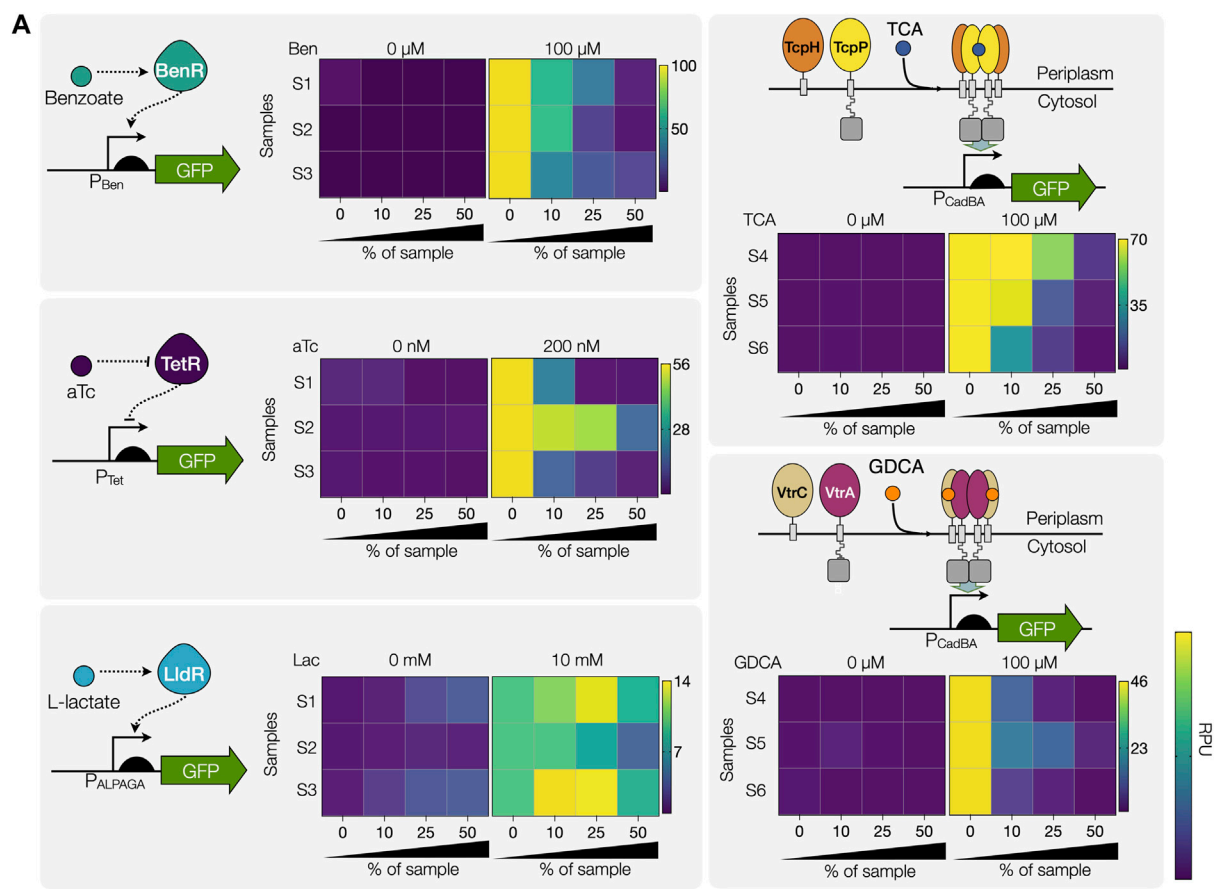 A
Benzoate
BenR
PBen
GFP
Ben
0 µM
100 µM
Samples
S1
S2
S3
100
50
0 10 25 50
0 10 25 50
% of sample
% of sample
aTc
TetR
PTet
GFP
aTc
0 nM
200 nM
Samples
S1
S2
S3
56
28
0 10 25 50
0 10 25 50
% of sample
% of sample
L-lactate
LldR
PALPAGA
GFP
Lac
0 mM
10 mM
Samples
S1
S2
S3
14
7
0 10 25 50
0 10 25 50
% of sample
% of sample
TcpH
TcpP
TCA
Periplasm
Cytosol
PCadBA
GFP
TCA
0 µM
100 µM
Samples
S4
S5
S6
70
35
0 10 25 50
0 10 25 50
% of sample
% of sample
VtrC
VtrA
GDCA
Periplasm
Cytosol
PCadBA
GFP
GDCA
0 µM
100 µM
Samples
S4
S5
S6
46
23
0 10 25 50
0 10 25 50
% of sample
% of sample
RPU